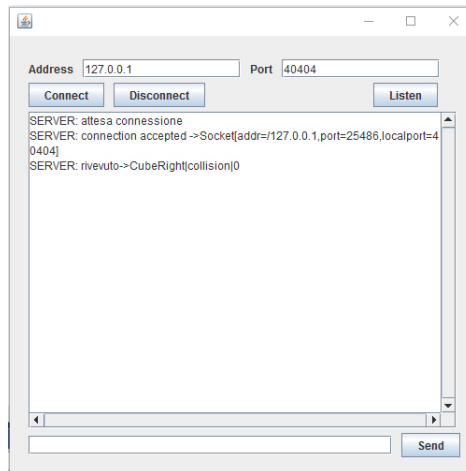 Address 127.0.0.1 Port 40404
Connect Disconnect Listen
SERVER: attesa connessione
SERVER: connection accepted ->Socket[addr=/127.0.0.1,port=25486,localport=4
0404]
SERVER: rivevuto->CubeRight|collision|0
Send